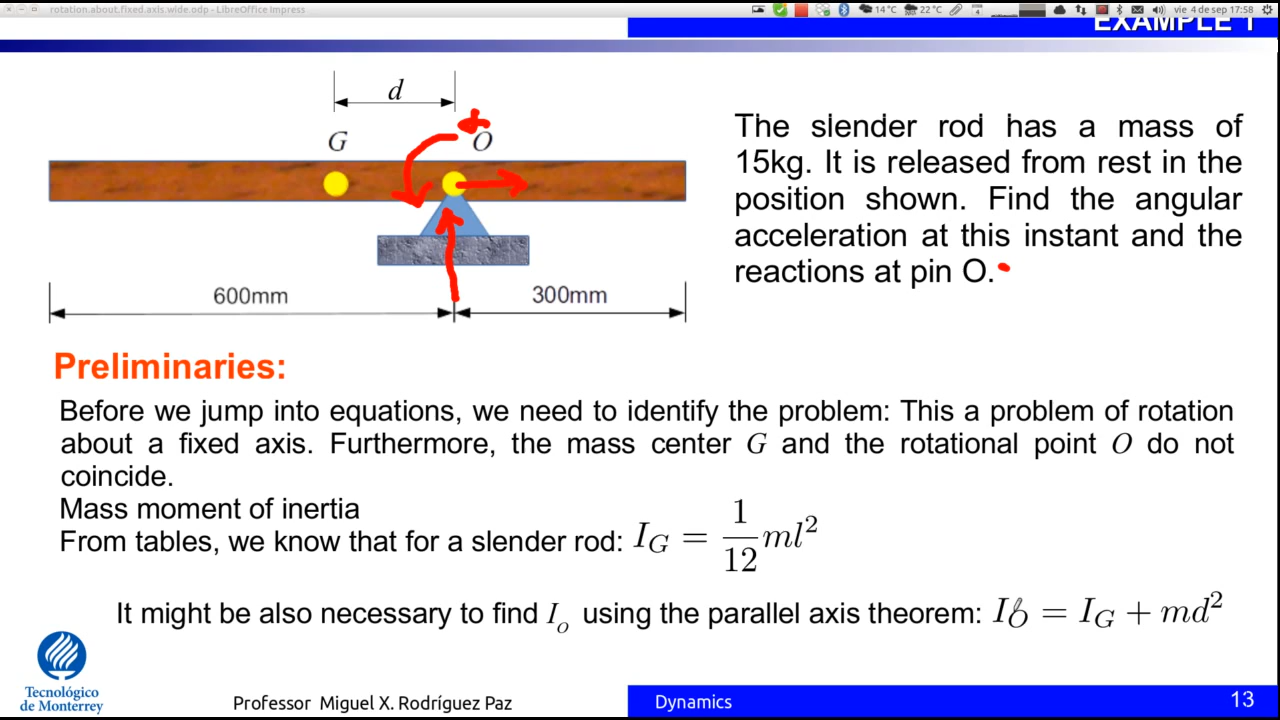 rotation.about.fixed.axis.wide.odp - LibreOffice Impress
14 °C 22 °C 4 vie 4 de sep 17:58
EXAMPLE 1
d
G
O
600mm
300mm
The slender rod has a mass of
15kg. It is released from rest in the
position shown. Find the angular
acceleration at this instant and the
reactions at pin O.
Preliminaries:
Before we jump into equations, we need to identify the problem: This a problem of rotation
about a fixed axis. Furthermore, the mass center G and the rotational point O do not
coincide.
Mass moment of inertia
From tables, we know that for a slender rod: I_G = \frac{1}{12}ml^2
It might be also necessary to find I_o using the parallel axis theorem: I_O = I_G + md^2
Tecnológico
de Monterrey
Professor Miguel X. Rodríguez Paz
Dynamics
13